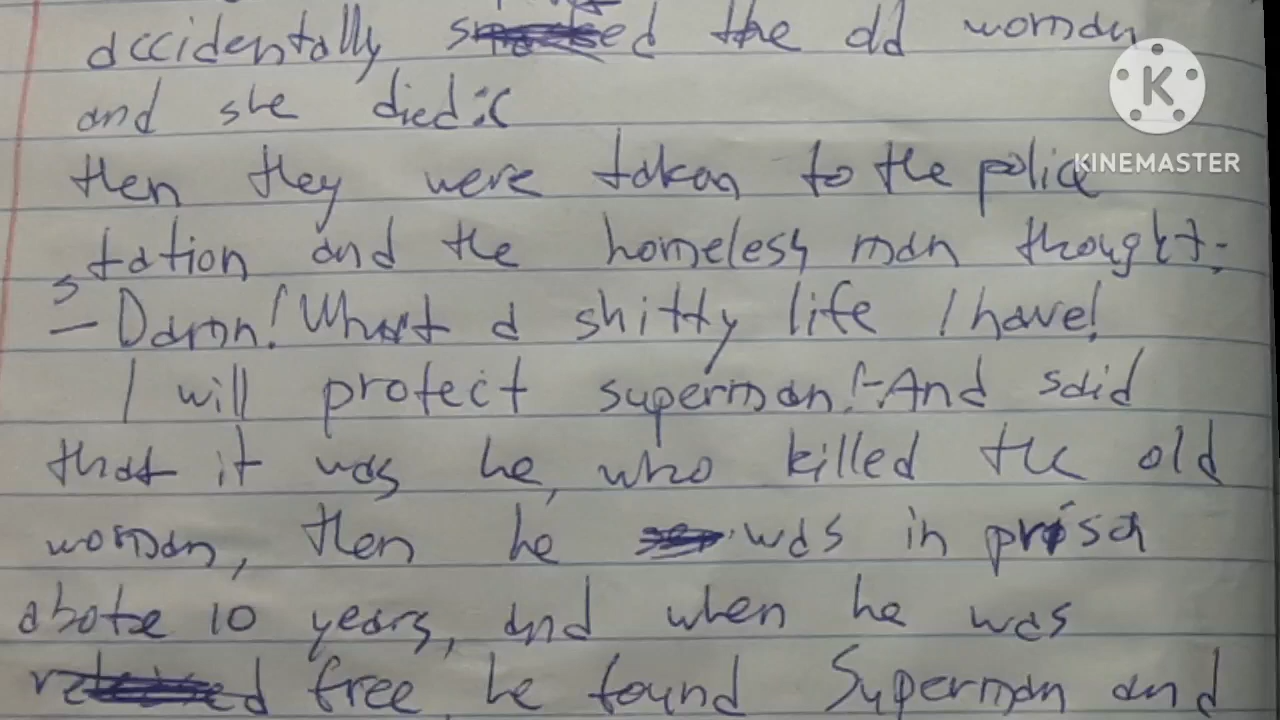 accidentally the old woman
and she died:(
then they were taken to the police
station and the homeless man thought:
- Damn! What a shitty life I have!
I will protect superman!-And said
that it was he, who killed the old
woman, then he was in prison
abote 10 years, and when he was
free, he found Superman and
K
KINEMASTER